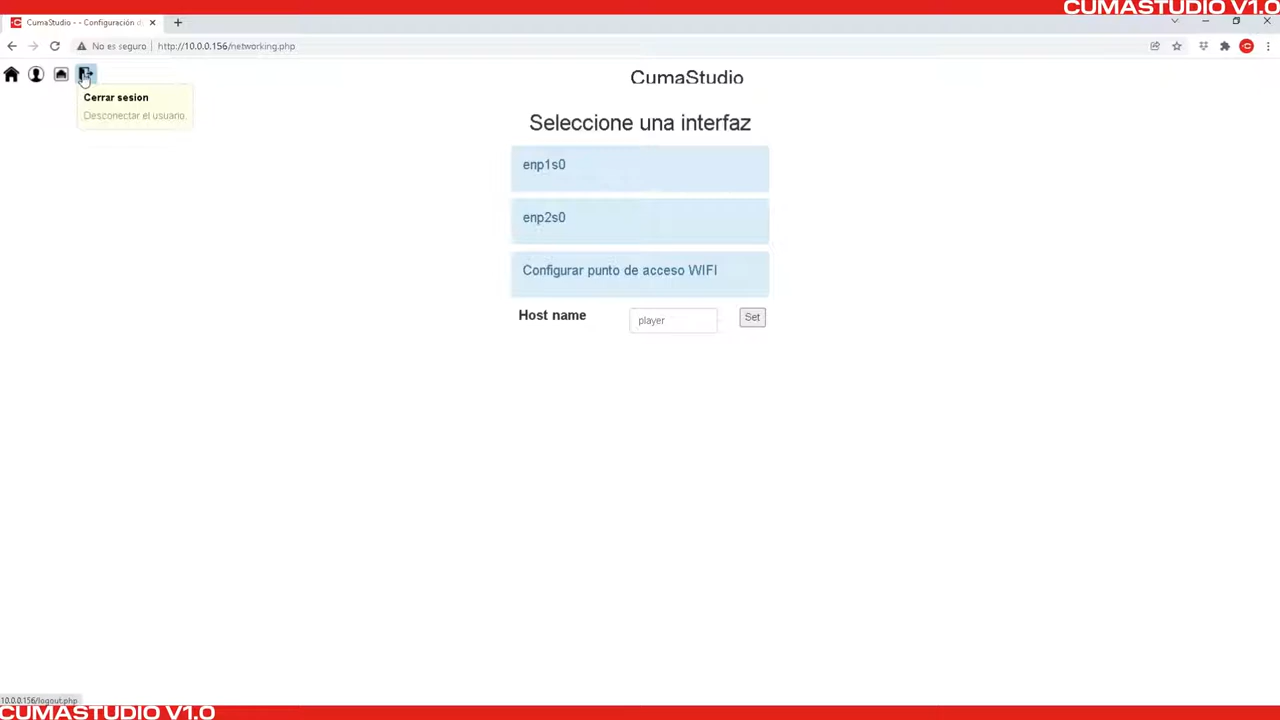 CUMASTUDIO V1.0
CumaStudio - - Configuración d
No es seguro
http://10.0.0.156/networking.php
CumaStudio
Cerrar sesion
Desconectar el usuario.
Seleccione una interfaz
enp1s0
enp2s0
Configurar punto de acceso WIFI
Host name
player
Set
10.0.0.156/logout.php
CUMASTUDIO V1.0